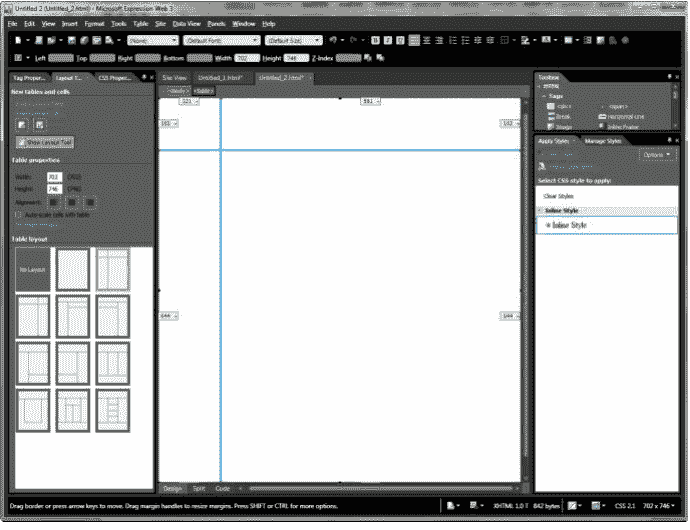 Untitled 2 (Untitled_2.html) - Microsoft Expression Web 3
File Edit View Insert Format Tools Table Site Data View Panels Window Help
(None) (Default Font) (Default Size)
Left Top Right Bottom Width 702 Height 746 Z-Index
Tag Proper... Layout T... CSS Proper...
New tables and cells
Show Layout Tool
Table properties
Width: 702 (702)
Height: 746 (746)
Alignment:
Auto-scale cells with table
Table layout
No Layout
Site View Untitled_1.html* Untitled_2.html*
<body> <table>
Design Split Code
Toolbox
Tags
<div> <span>
Break Horizontal Line
Image Inline Frame
Apply Styles Manage Styles
Options
Select CSS style to apply:
Clear Styles
Inline Style
Inline Style
Drag border or press arrow keys to move. Drag margin handles to resize margins. Press SHIFT or CTRL for more options.
XHTML 1.0 T 842 bytes CSS 2.1 702 x 746